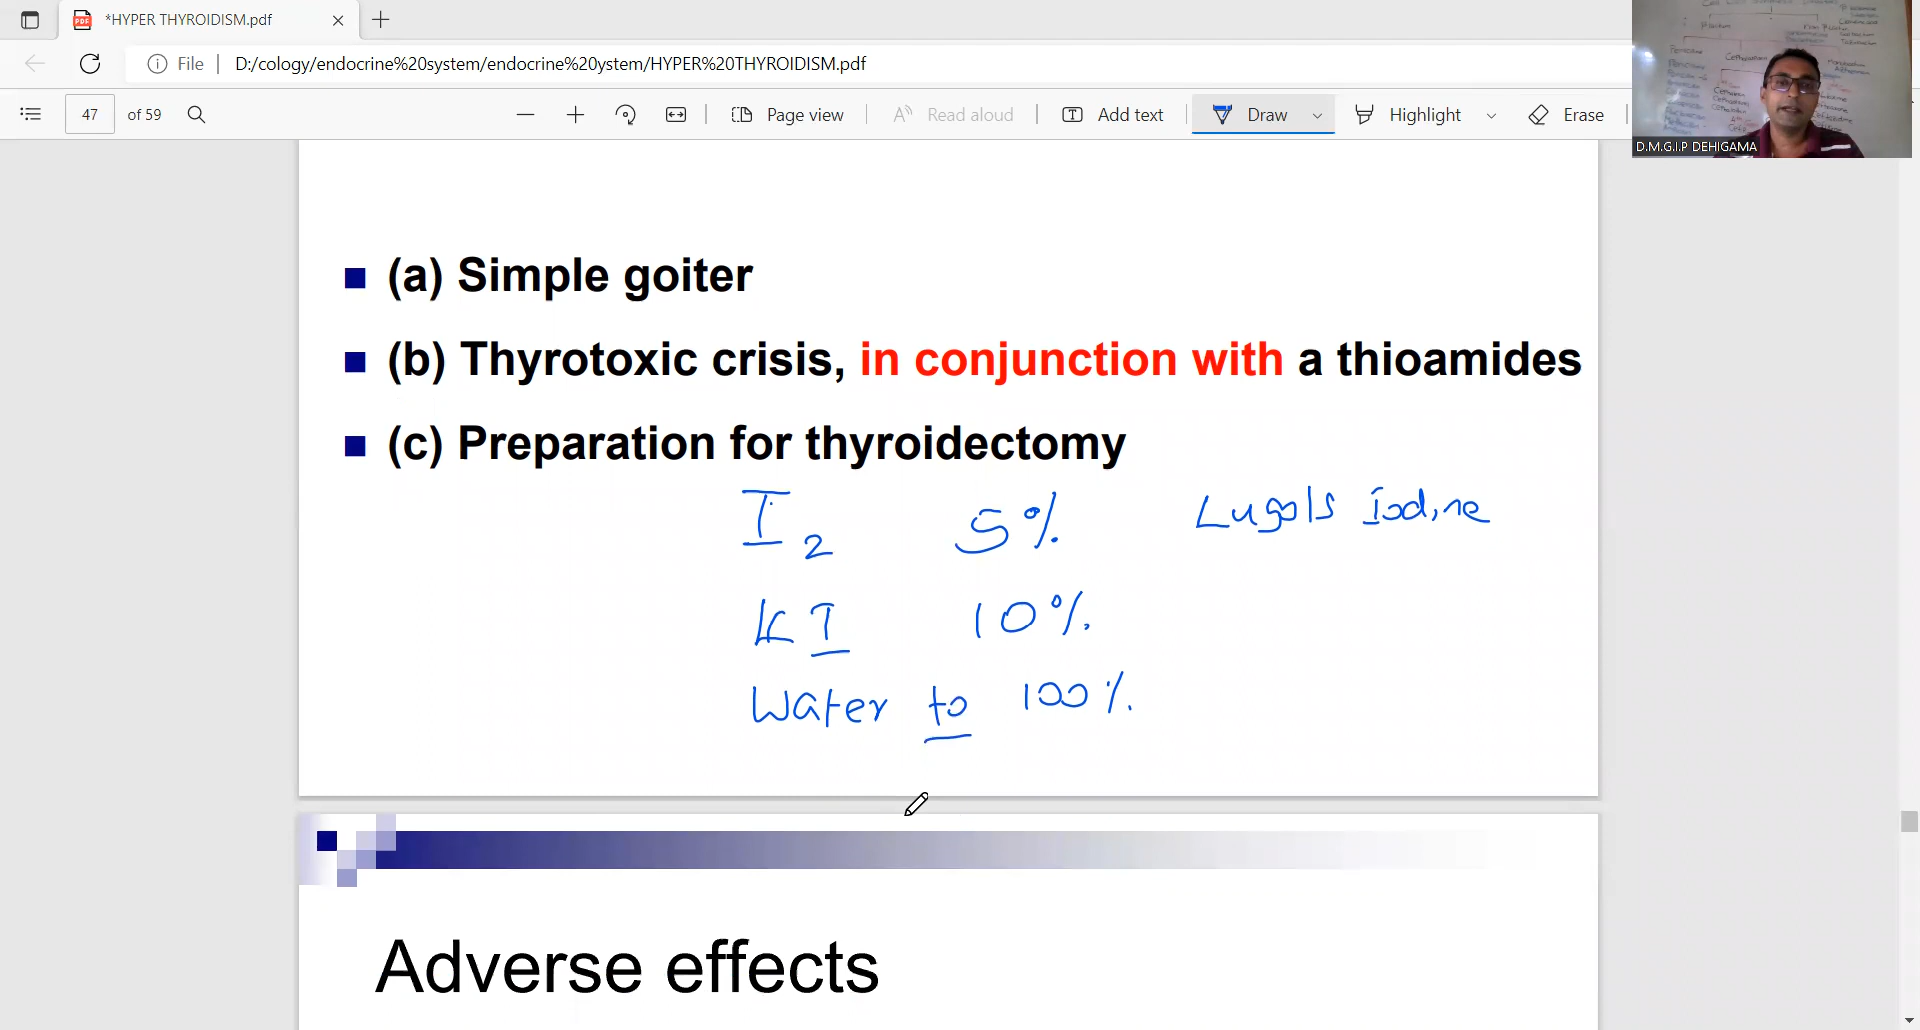 *HYPER THYROIDISM.pdf
File D:/cology/endocrine%20system/endocrine%20ystem/HYPER%20THYROIDISM.pdf
47 of 59 Page view Read aloud Add text Draw Highlight Erase
D.M.G.I.P DEHIGAMA
(a) Simple goiter
(b) Thyrotoxic crisis, in conjunction with a thioamides
(c) Preparation for thyroidectomy
I2 5% Lugols Iodine
KI 10%
Water to 100%
Adverse effects